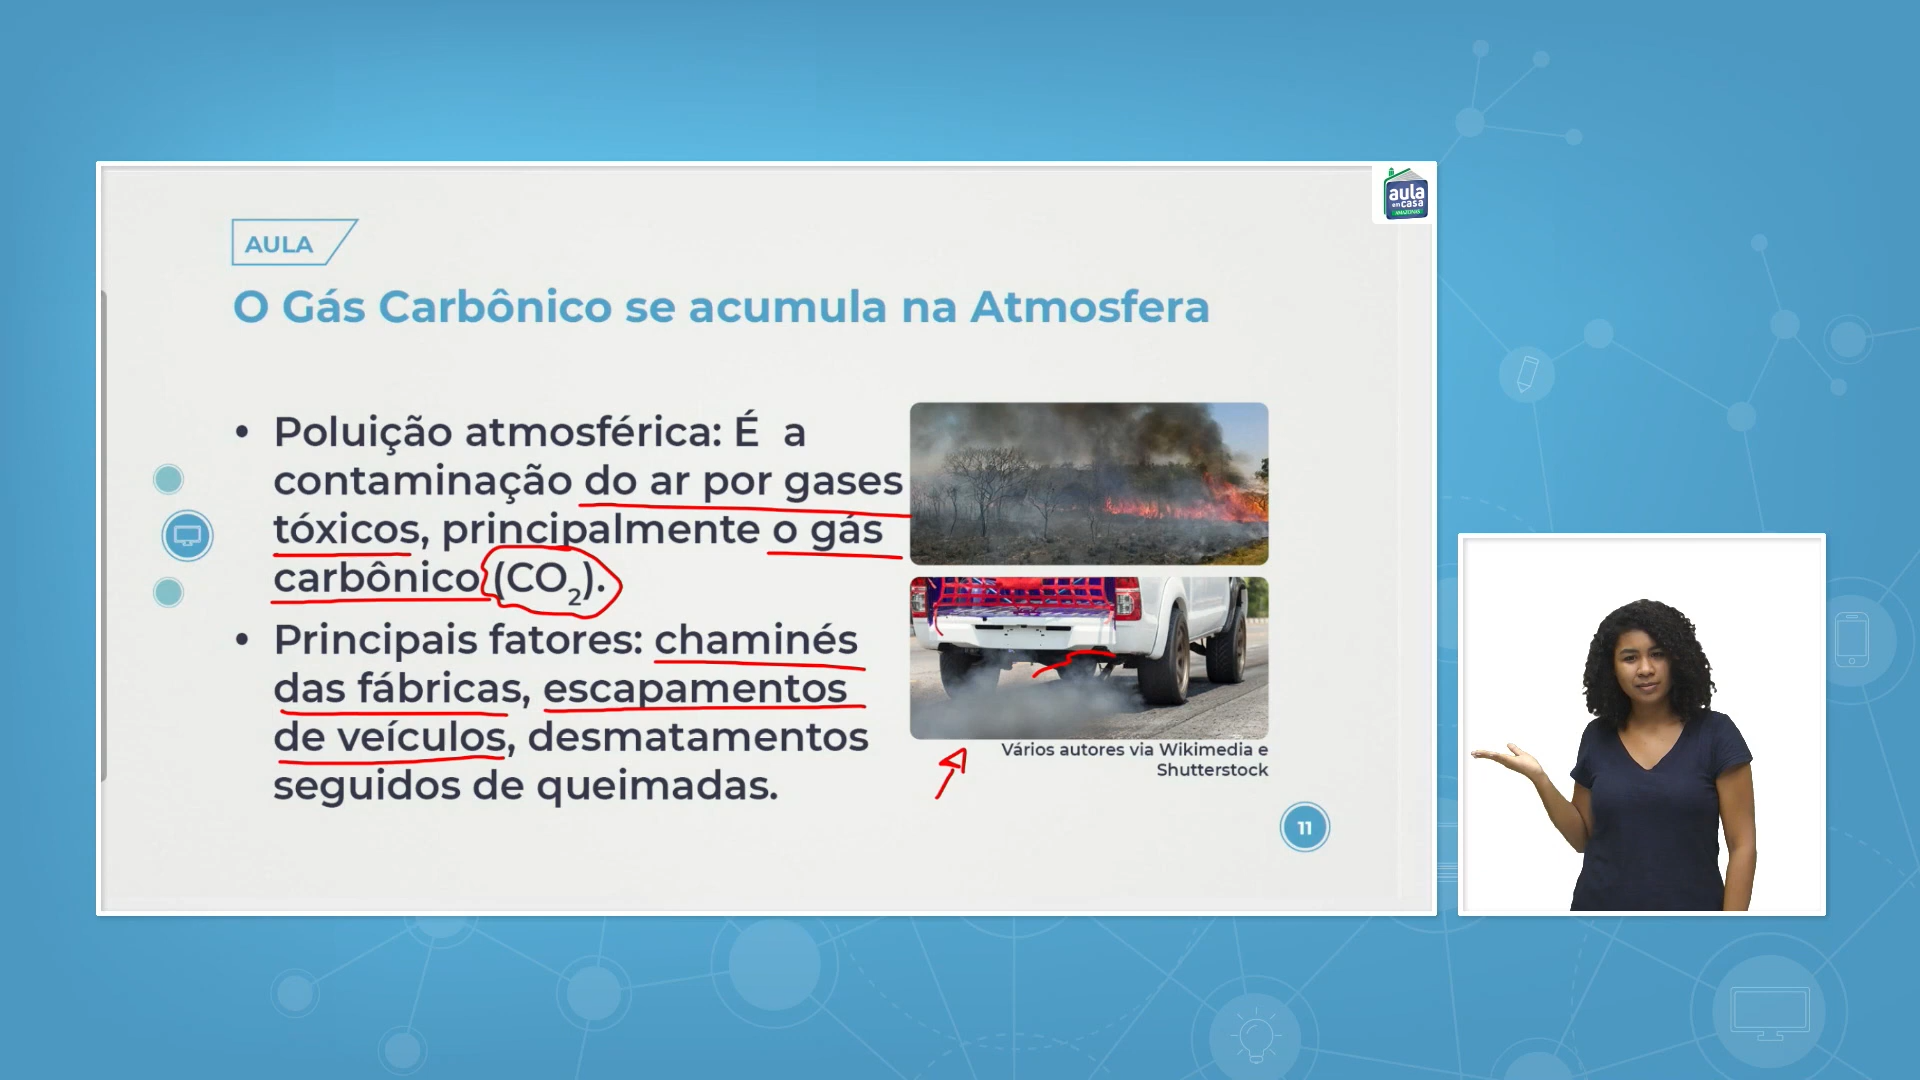 aula
em casa
AMAZONAS
AULA
O Gás Carbônico se acumula na Atmosfera
• Poluição atmosférica: É a
contaminação do ar por gases
tóxicos, principalmente o gás
carbônico (CO₂).
• Principais fatores: chaminés
das fábricas, escapamentos
de veículos, desmatamentos
seguidos de queimadas.
Vários autores via Wikimedia e
Shutterstock
11